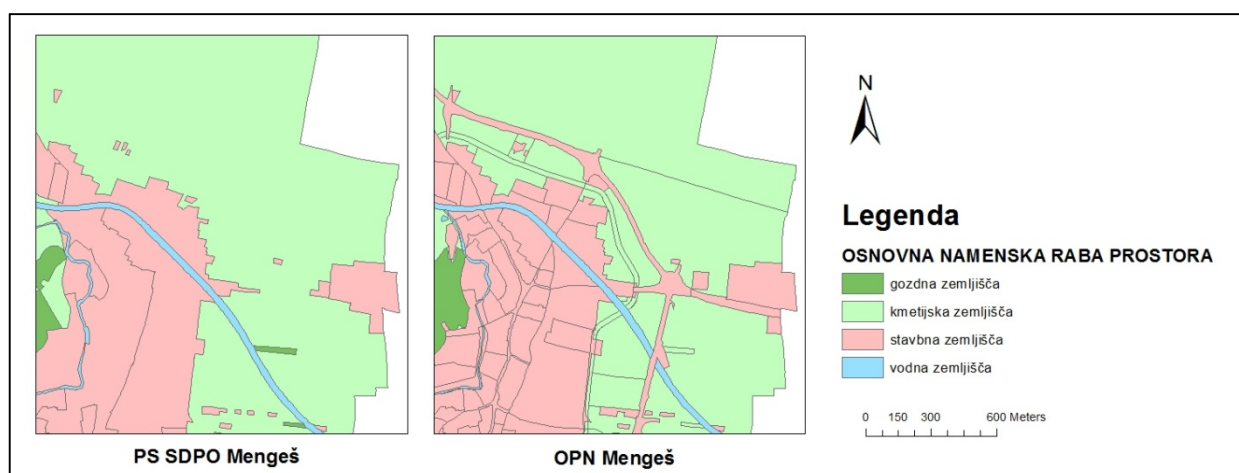 PS SDPO Mengeš
OPN Mengeš
N
Legenda
OSNOVNA NAMENSKA RABA PROSTORA
gozdna zemljišča
kmetijska zemljišča
stavbna zemljišča
vodna zemljišča
0 150 300 600 Meters